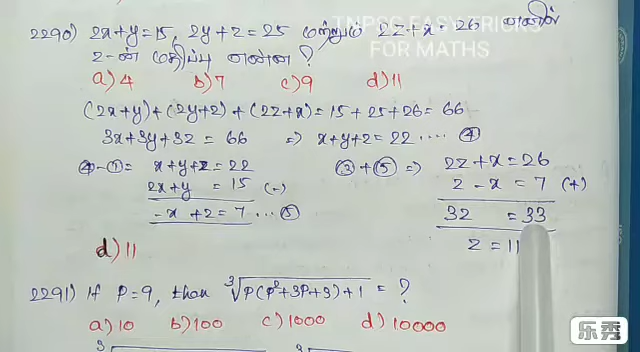 2290) 2x+y=15, 2y+z=25 மற்றும் 2z+x=26 எனில்
z-ன் மதிப்பு என்ன?
a) 4 b) 7 c) 9 d) 11
(2x+y)+(2y+z)+(2z+x)=15+25+26=66
3x+3y+3z=66 => x+y+z=22 .... ④
④-①= x+y+z=22
2x+y = 15 (-)
-x+z=7 ... ⑤
③+⑤ => 2z+x=26
z-x=7 (+)
3z =33
z=11
d) 11
2291) If P=9, then ∛P(P²+3P+3)+1 = ?
a) 10 b) 100 c) 1000 d) 10000
TNPSC EASY TRICKS
FOR MATHS
乐秀